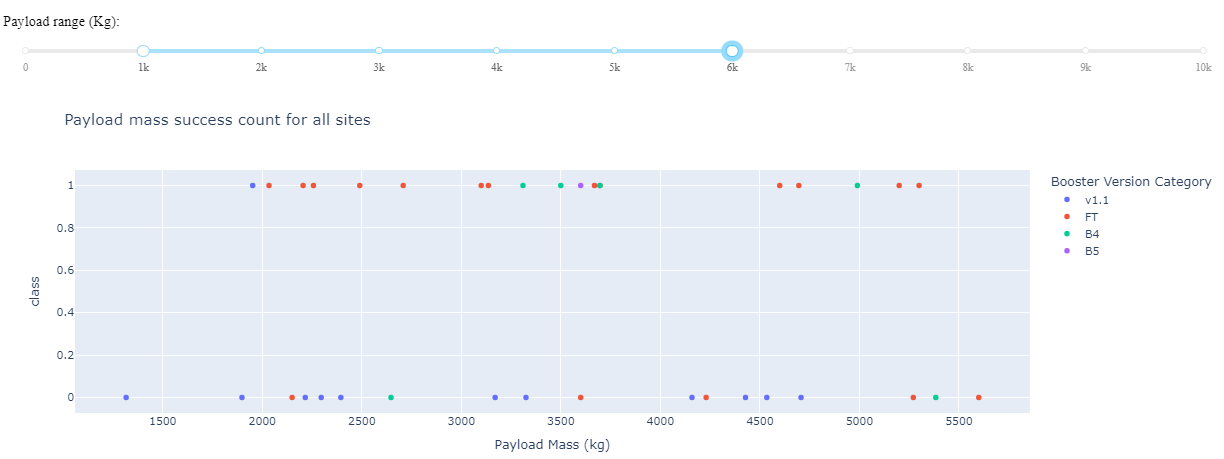 Payload range (Kg):
0 1k 2k 3k 4k 5k 6k 7k 8k 9k 10k
Payload mass success count for all sites
1
0.8
0.6
0.4
0.2
0
class
1500 2000 2500 3000 3500 4000 4500 5000 5500
Payload Mass (kg)
Booster Version Category
v1.1
FT
B4
B5